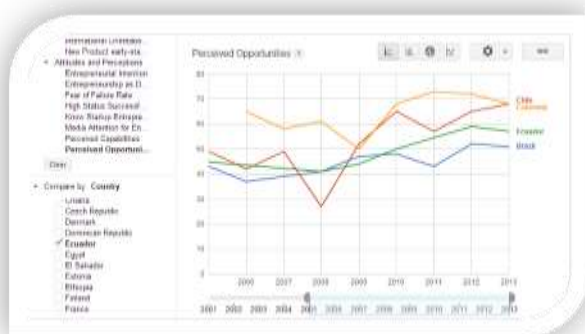 International Orientatio...
New Product early-sta...
Attitudes and Perceptions
Entrepreneurial Intention
Entrepreneurship as D...
Fear of Failure Rate
High Status Successf...
Know Startup Entrepre...
Media Attention for En...
Perceived Capabilities
Perceived Opportuni...
Clear
Compare by Country
Croatia
Czech Republic
Denmark
Dominican Republic
Ecuador
Egypt
El Salvador
Estonia
Ethiopia
Finland
France
Perceived Opportunities
80
70
60
50
40
30
20
10
0
Chile
Colombia
Ecuador
Brazil
2006 2007 2008 2009 2010 2011 2012 2013
2001 2002 2003 2004 2005 2006 2007 2008 2009 2010 2011 2012 2013